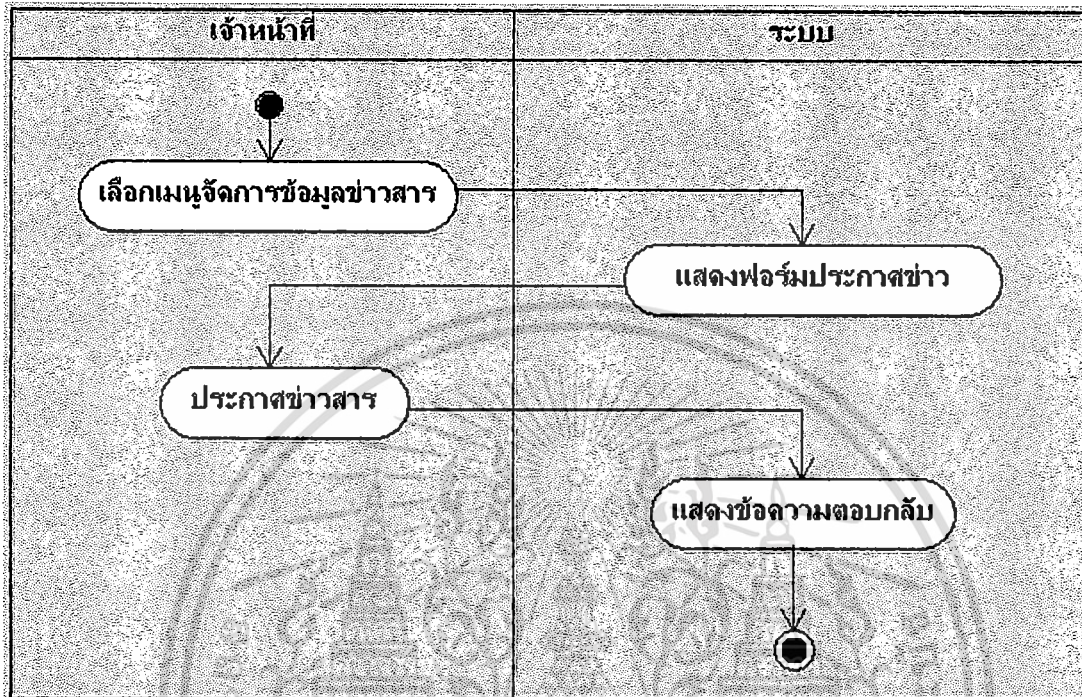 เจ้าหน้าที่
ระบบ
เลือกเมนูจัดการข้อมูลข่าวสาร
แสดงฟอร์มประกาศข่าว
ประกาศข่าวสาร
แสดงข้อความตอบกลับ